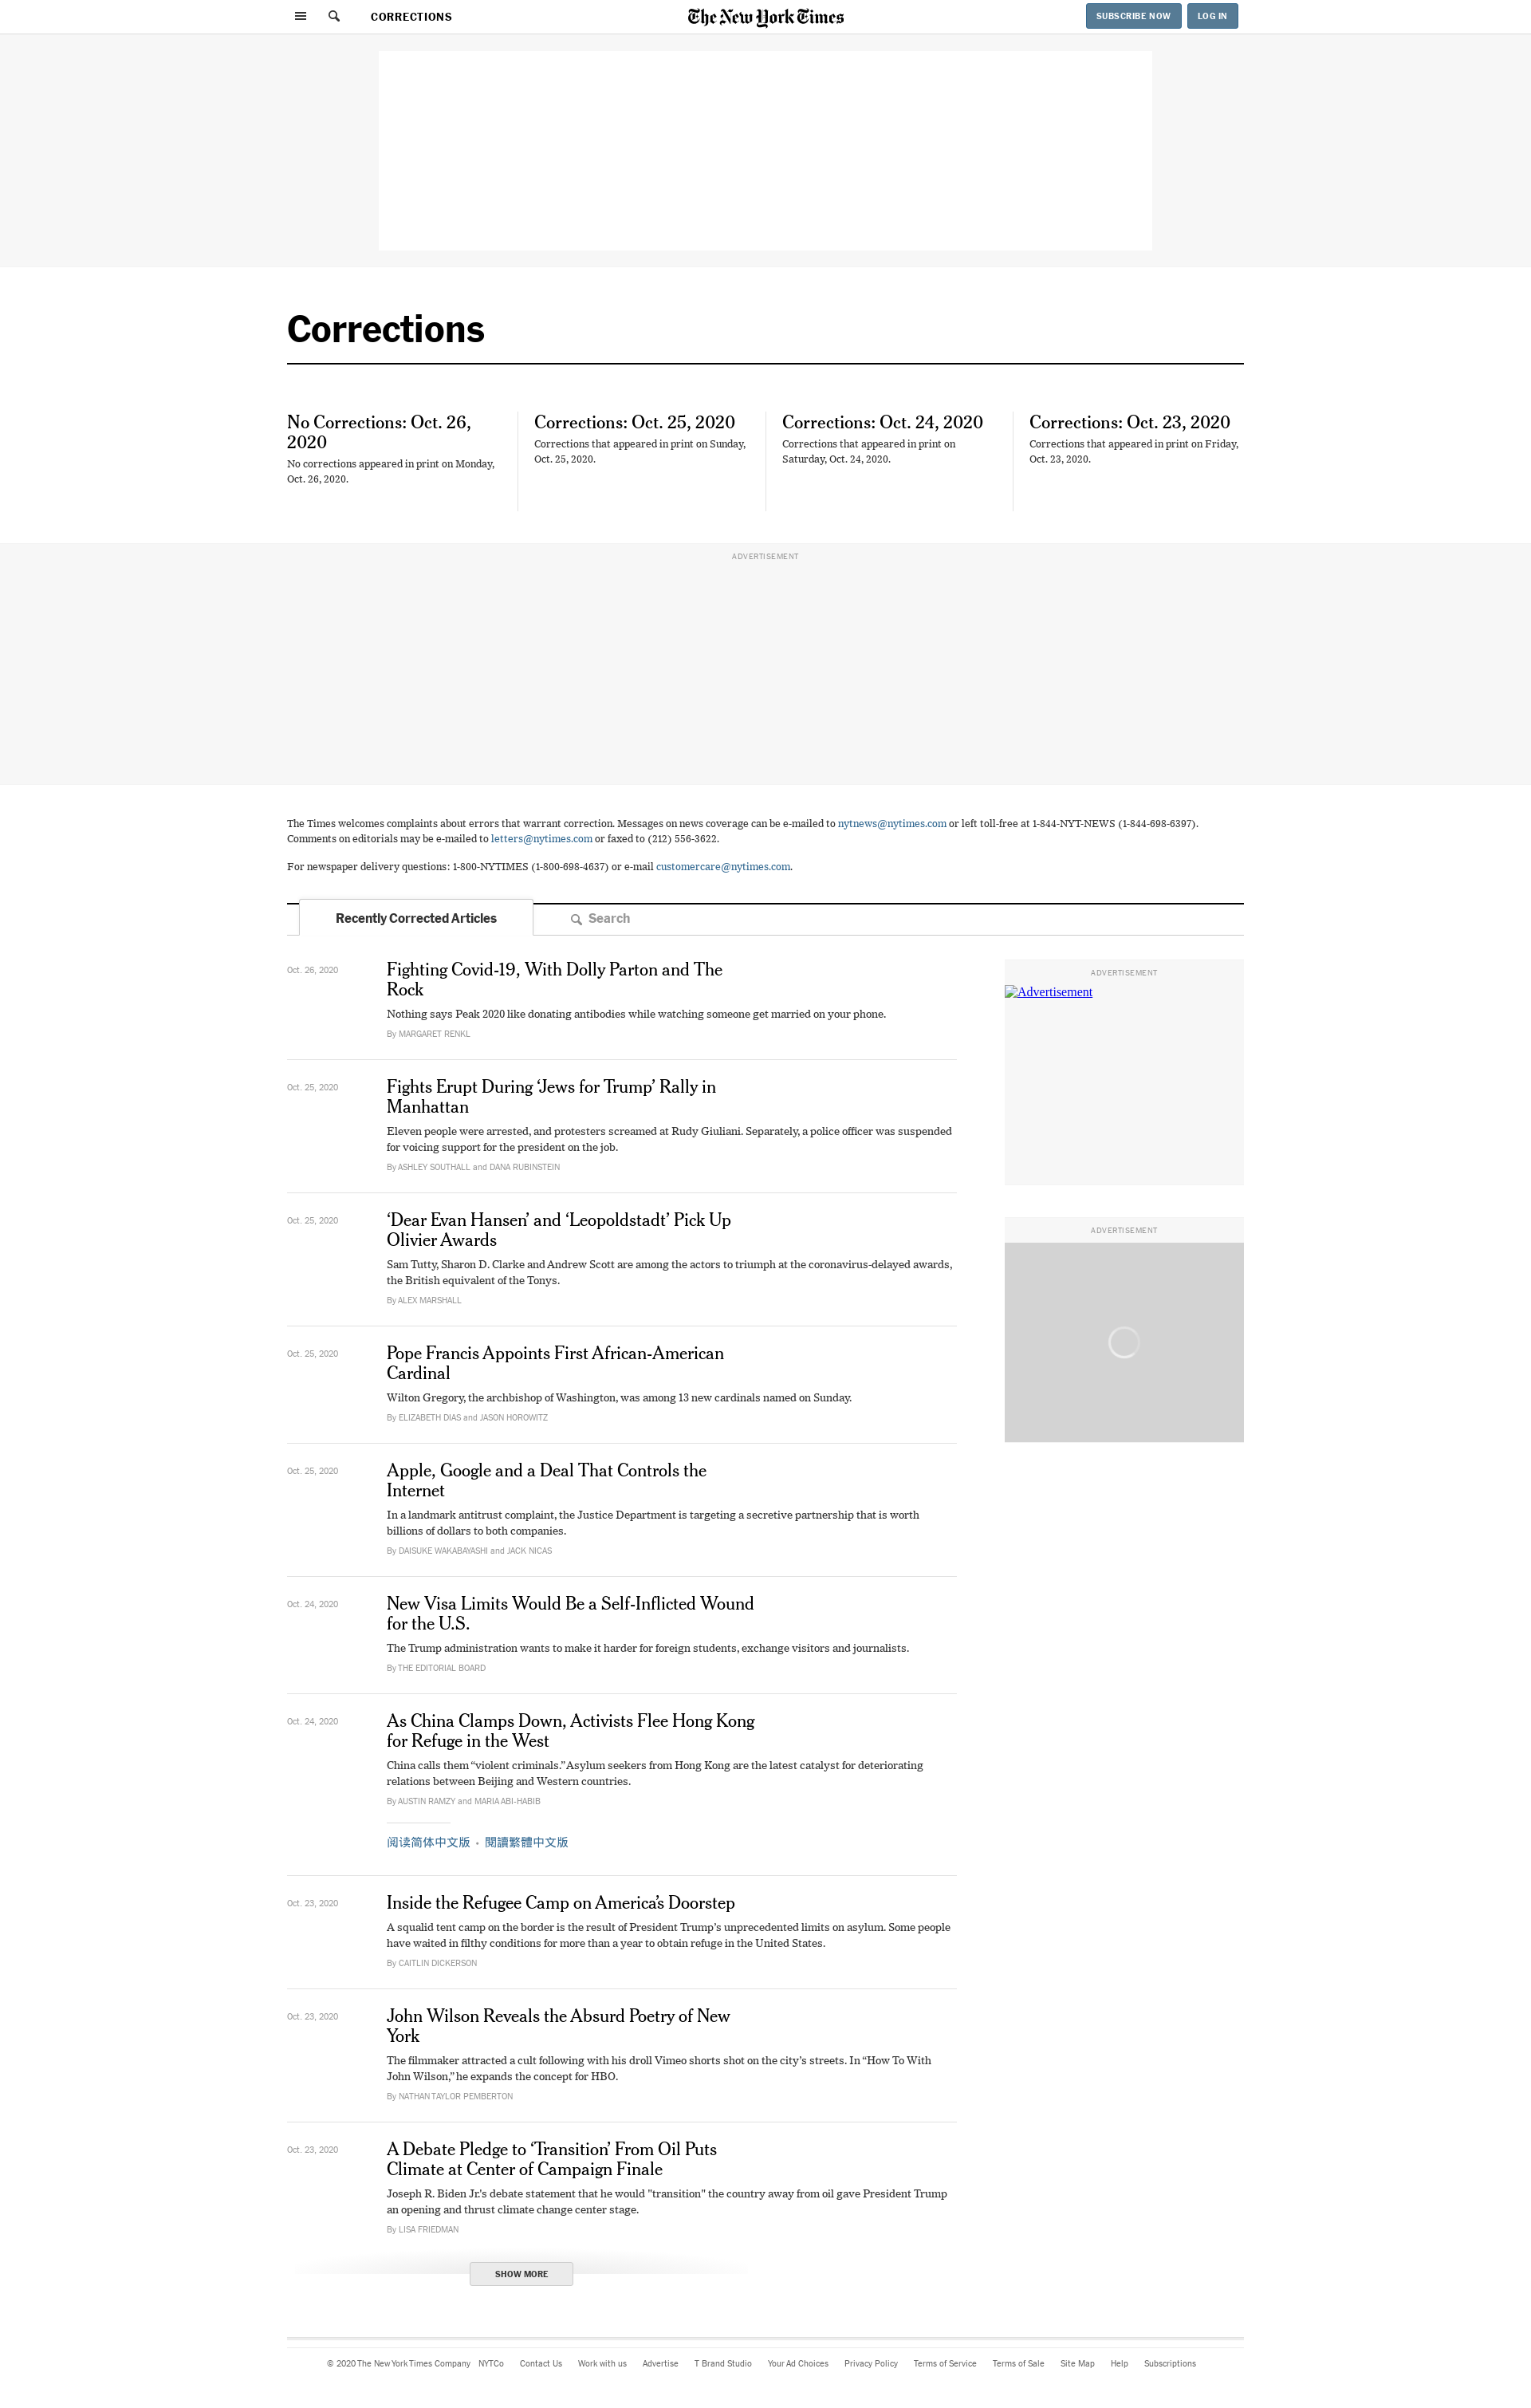 CORRECTIONS
The New York Times
SUBSCRIBE NOW
LOG IN
Corrections
No Corrections: Oct. 26,
2020
No corrections appeared in print on Monday,
Oct. 26, 2020.
Corrections: Oct. 25, 2020
Corrections that appeared in print on Sunday,
Oct. 25, 2020.
Corrections: Oct. 24, 2020
Corrections that appeared in print on
Saturday, Oct. 24, 2020.
Corrections: Oct. 23, 2020
Corrections that appeared in print on Friday,
Oct. 23, 2020.
ADVERTISEMENT
The Times welcomes complaints about errors that warrant correction. Messages on news coverage can be e-mailed to nytnews@nytimes.com or left toll-free at 1-844-NYT-NEWS (1-844-698-6397).
Comments on editorials may be e-mailed to letters@nytimes.com or faxed to (212) 556-3622.
For newspaper delivery questions: 1-800-NYTIMES (1-800-698-4637) or e-mail customercare@nytimes.com.
Recently Corrected Articles
Search
Oct. 26, 2020
Fighting Covid-19, With Dolly Parton and The
Rock
Nothing says Peak 2020 like donating antibodies while watching someone get married on your phone.
By MARGARET RENKL
ADVERTISEMENT
Advertisement
Oct. 25, 2020
Fights Erupt During ‘Jews for Trump’ Rally in
Manhattan
Eleven people were arrested, and protesters screamed at Rudy Giuliani. Separately, a police officer was suspended
for voicing support for the president on the job.
By ASHLEY SOUTHALL and DANA RUBINSTEIN
Oct. 25, 2020
‘Dear Evan Hansen’ and ‘Leopoldstadt’ Pick Up
Olivier Awards
Sam Tutty, Sharon D. Clarke and Andrew Scott are among the actors to triumph at the coronavirus-delayed awards,
the British equivalent of the Tonys.
By ALEX MARSHALL
ADVERTISEMENT
Oct. 25, 2020
Pope Francis Appoints First African-American
Cardinal
Wilton Gregory, the archbishop of Washington, was among 13 new cardinals named on Sunday.
By ELIZABETH DIAS and JASON HOROWITZ
Oct. 25, 2020
Apple, Google and a Deal That Controls the
Internet
In a landmark antitrust complaint, the Justice Department is targeting a secretive partnership that is worth
billions of dollars to both companies.
By DAISUKE WAKABAYASHI and JACK NICAS
Oct. 24, 2020
New Visa Limits Would Be a Self-Inflicted Wound
for the U.S.
The Trump administration wants to make it harder for foreign students, exchange visitors and journalists.
By THE EDITORIAL BOARD
Oct. 24, 2020
As China Clamps Down, Activists Flee Hong Kong
for Refuge in the West
China calls them “violent criminals.” Asylum seekers from Hong Kong are the latest catalyst for deteriorating
relations between Beijing and Western countries.
By AUSTIN RAMZY and MARIA ABI-HABIB
阅读简体中文版 • 閱讀繁體中文版
Oct. 23, 2020
Inside the Refugee Camp on America’s Doorstep
A squalid tent camp on the border is the result of President Trump’s unprecedented limits on asylum. Some people
have waited in filthy conditions for more than a year to obtain refuge in the United States.
By CAITLIN DICKERSON
Oct. 23, 2020
John Wilson Reveals the Absurd Poetry of New
York
The filmmaker attracted a cult following with his droll Vimeo shorts shot on the city’s streets. In “How To With
John Wilson,” he expands the concept for HBO.
By NATHAN TAYLOR PEMBERTON
Oct. 23, 2020
A Debate Pledge to ‘Transition’ From Oil Puts
Climate at Center of Campaign Finale
Joseph R. Biden Jr.'s debate statement that he would "transition" the country away from oil gave President Trump
an opening and thrust climate change center stage.
By LISA FRIEDMAN
SHOW MORE
© 2020 The New York Times Company NYTCo Contact Us Work with us Advertise T Brand Studio Your Ad Choices Privacy Policy Terms of Service Terms of Sale Site Map Help Subscriptions